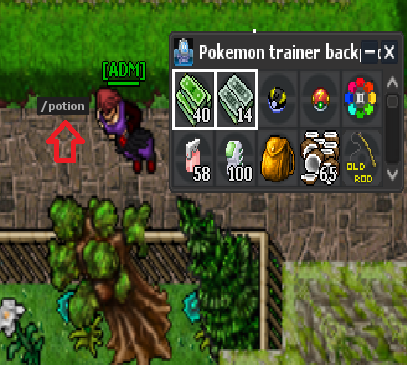 Pokemon trainer back
[ADM]
/potion
40
14
58
100
65
OLD
ROD